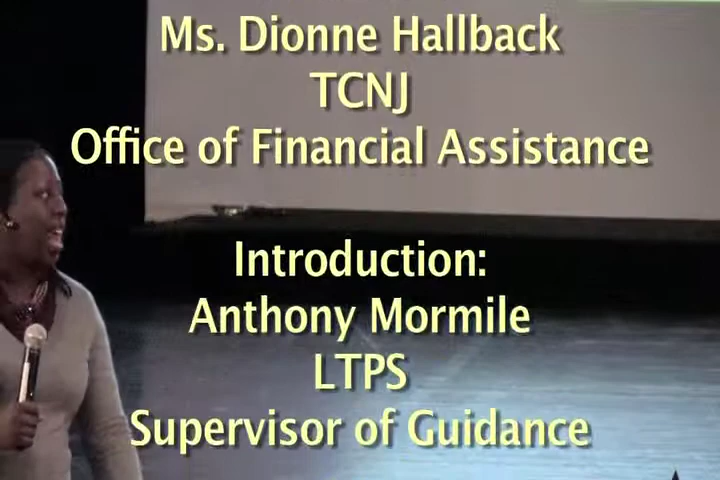 Ms. Dionne Hallback
TCNJ
Office of Financial Assistance
Introduction:
Anthony Mormile
LTPS
Supervisor of Guidance